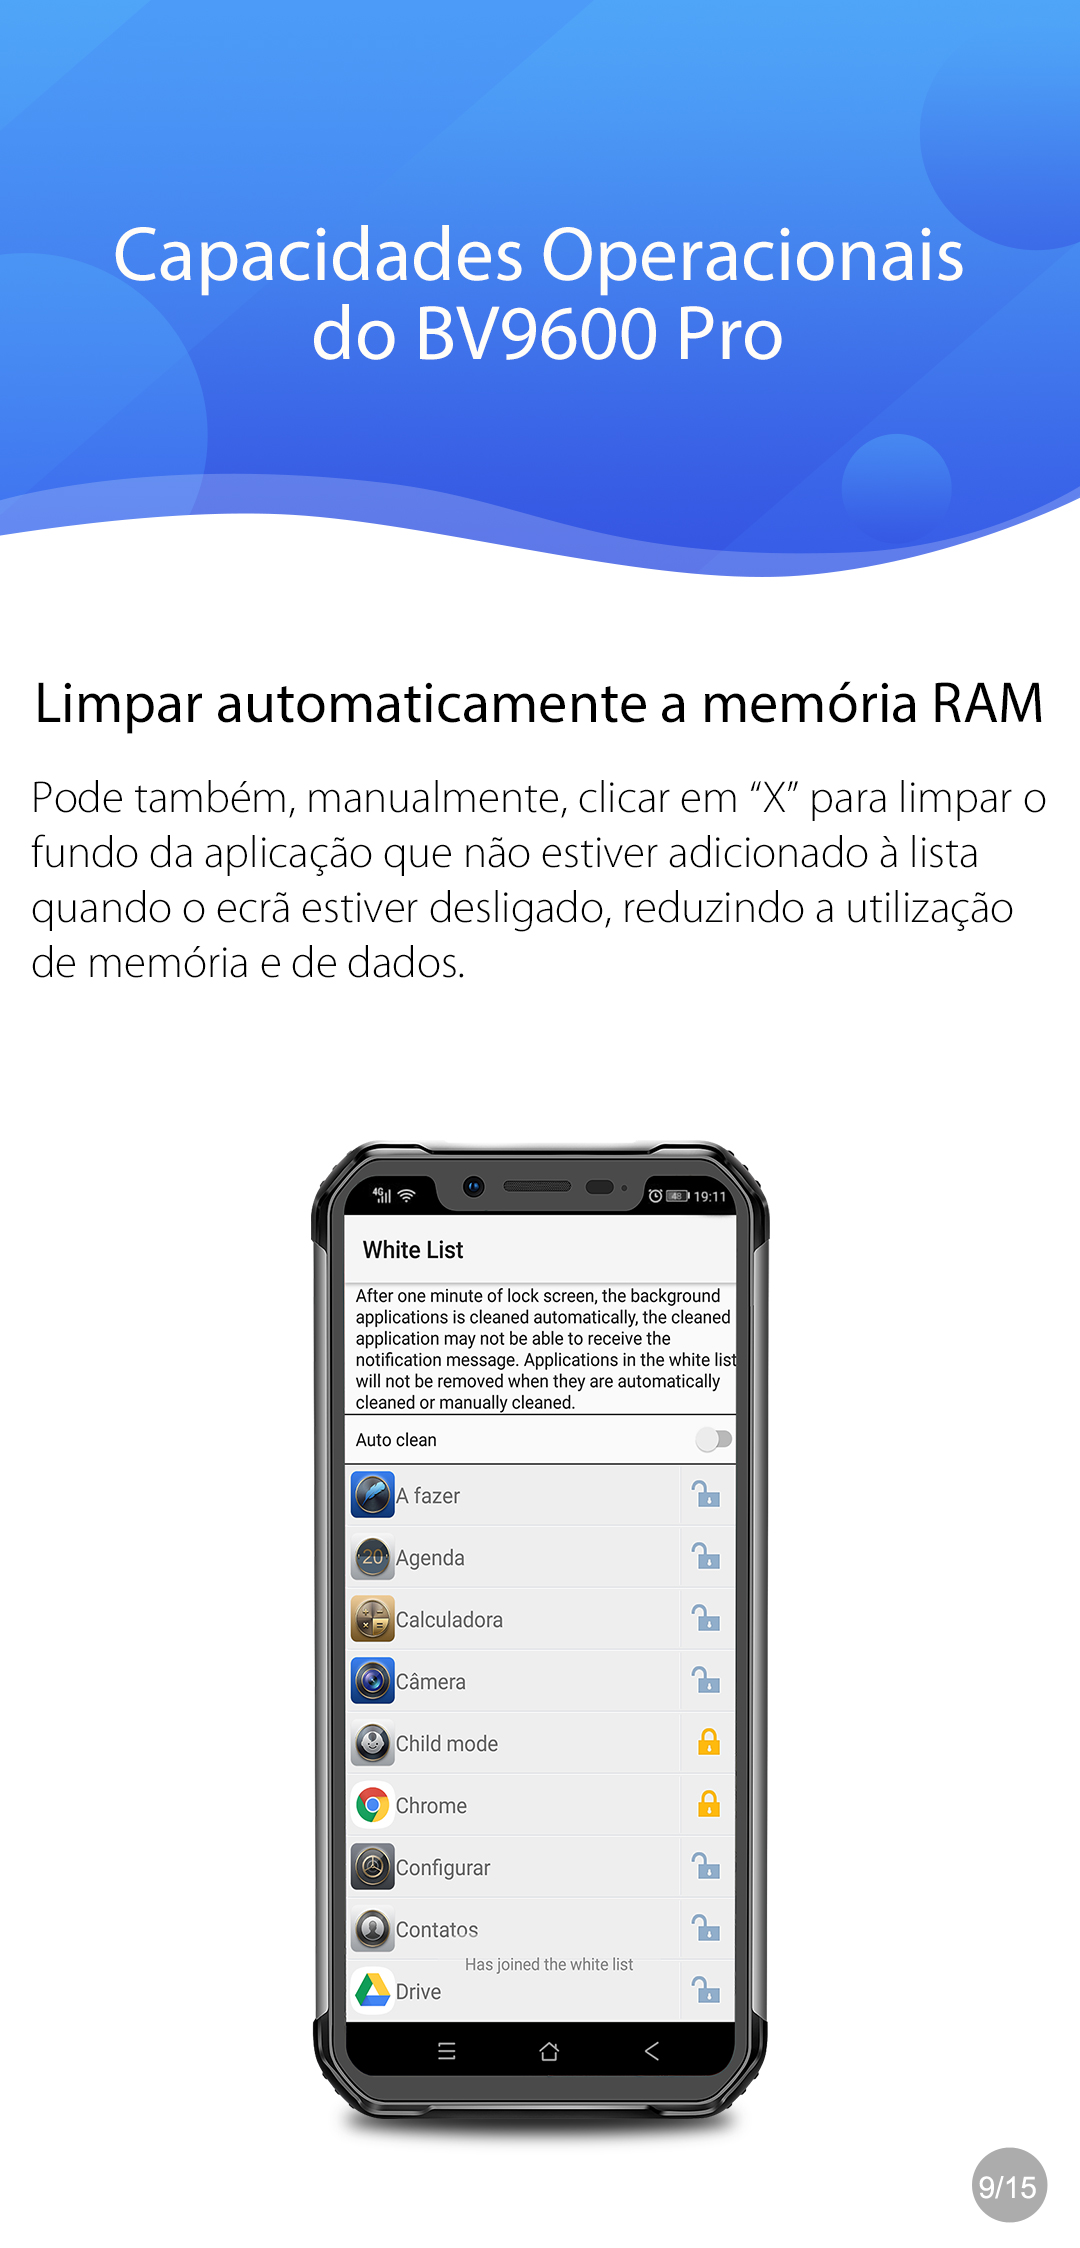 Capacidades Operacionais
do BV9600 Pro
Limpar automaticamente a memória RAM
Pode também, manualmente, clicar em “X” para limpar o
fundo da aplicação que não estiver adicionado à lista
quando o ecrã estiver desligado, reduzindo a utilização
de memória e de dados.
4G 48 19:11
White List
After one minute of lock screen, the background
applications is cleaned automatically, the cleaned
application may not be able to receive the
notification message. Applications in the white list
will not be removed when they are automatically
cleaned or manually cleaned.
Auto clean
A fazer
20 Agenda
Calculadora
Câmera
Child mode
Chrome
Configurar
Contatos
Has joined the white list
Drive
9/15